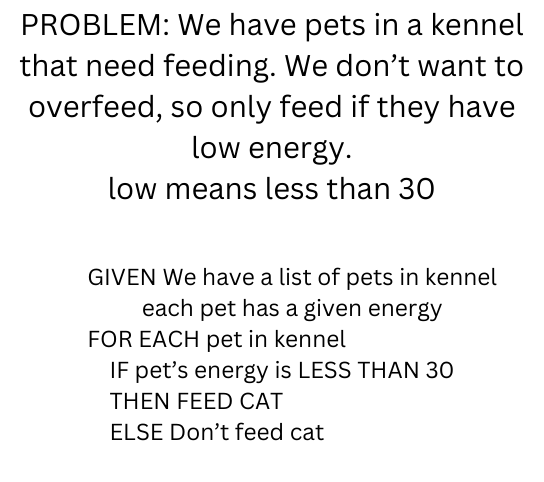 PROBLEM: We have pets in a kennel
that need feeding. We don’t want to
overfeed, so only feed if they have
low energy.
low means less than 30
GIVEN We have a list of pets in kennel
each pet has a given energy
FOR EACH pet in kennel
IF pet’s energy is LESS THAN 30
THEN FEED CAT
ELSE Don’t feed cat